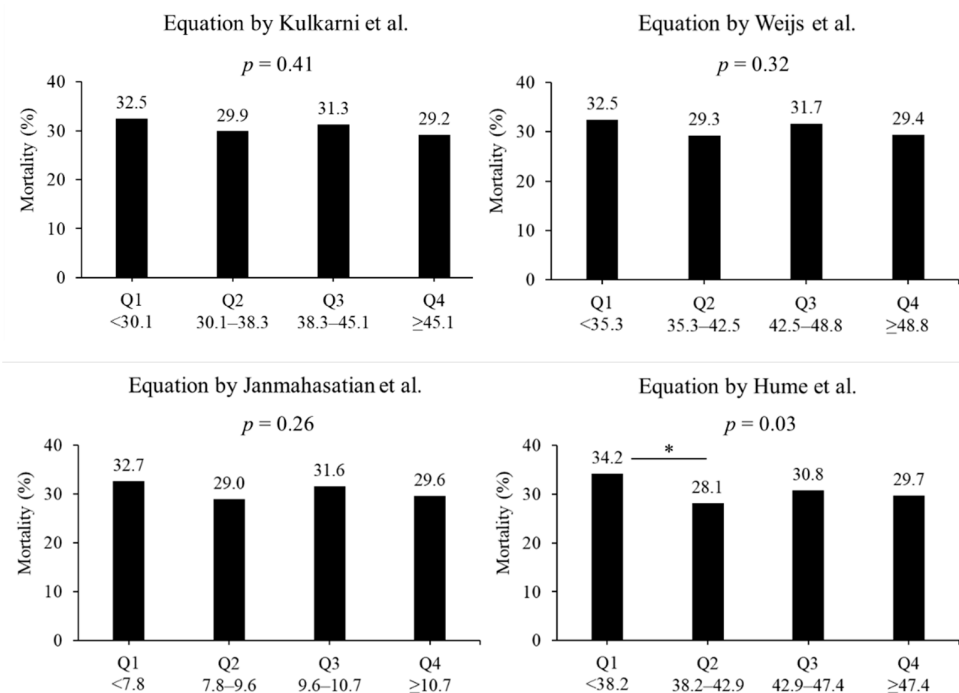 Equation by Kulkarni et al.
p = 0.41
Mortality (%)
40
30
20
10
0
32.5
29.9
31.3
29.2
Q1 Q2 Q3 Q4
<30.1 30.1–38.3 38.3–45.1 ≥45.1
Equation by Weijs et al.
p = 0.32
Mortality (%)
40
30
20
10
0
32.5
29.3
31.7
29.4
Q1 Q2 Q3 Q4
<35.3 35.3–42.5 42.5–48.8 ≥48.8
Equation by Janmahasatian et al.
p = 0.26
Mortality (%)
40
30
20
10
0
32.7
29.0
31.6
29.6
Q1 Q2 Q3 Q4
<7.8 7.8–9.6 9.6–10.7 ≥10.7
Equation by Hume et al.
p = 0.03
Mortality (%)
40
30
20
10
0
34.2
*
28.1
30.8
29.7
Q1 Q2 Q3 Q4
<38.2 38.2–42.9 42.9–47.4 ≥47.4